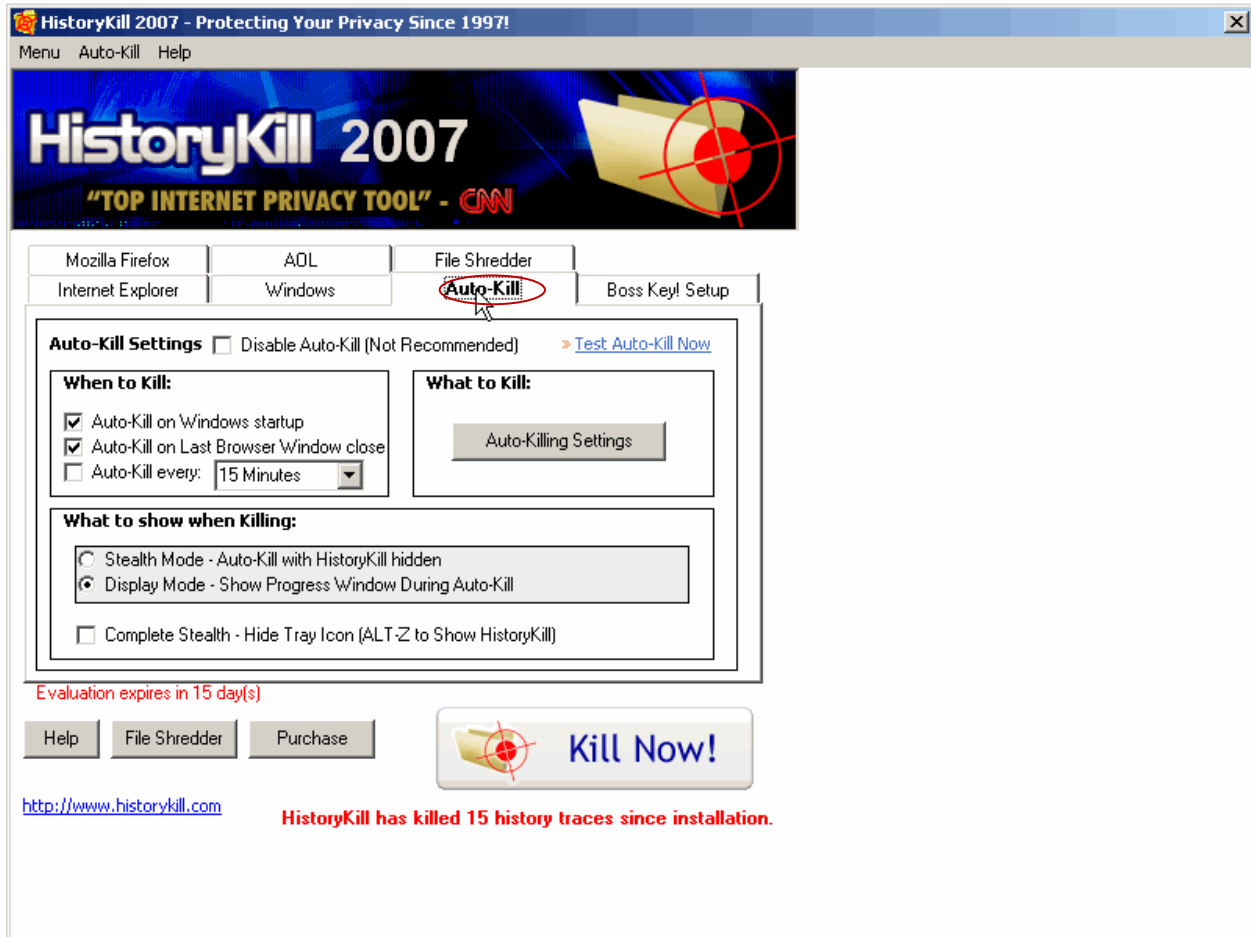 HistoryKill 2007 - Protecting Your Privacy Since 1997!
Menu Auto-Kill Help
HistoryKill 2007
"TOP INTERNET PRIVACY TOOL" - CNN
Mozilla Firefox AOL File Shredder
Internet Explorer Windows Auto-Kill Boss Key! Setup
Auto-Kill Settings Disable Auto-Kill (Not Recommended) » Test Auto-Kill Now
When to Kill:
Auto-Kill on Windows startup
Auto-Kill on Last Browser Window close
Auto-Kill every: 15 Minutes
What to Kill:
Auto-Killing Settings
What to show when Killing:
Stealth Mode - Auto-Kill with HistoryKill hidden
Display Mode - Show Progress Window During Auto-Kill
Complete Stealth - Hide Tray Icon (ALT-Z to Show HistoryKill)
Evaluation expires in 15 day(s)
Help File Shredder Purchase
Kill Now!
http://www.historykill.com
HistoryKill has killed 15 history traces since installation.